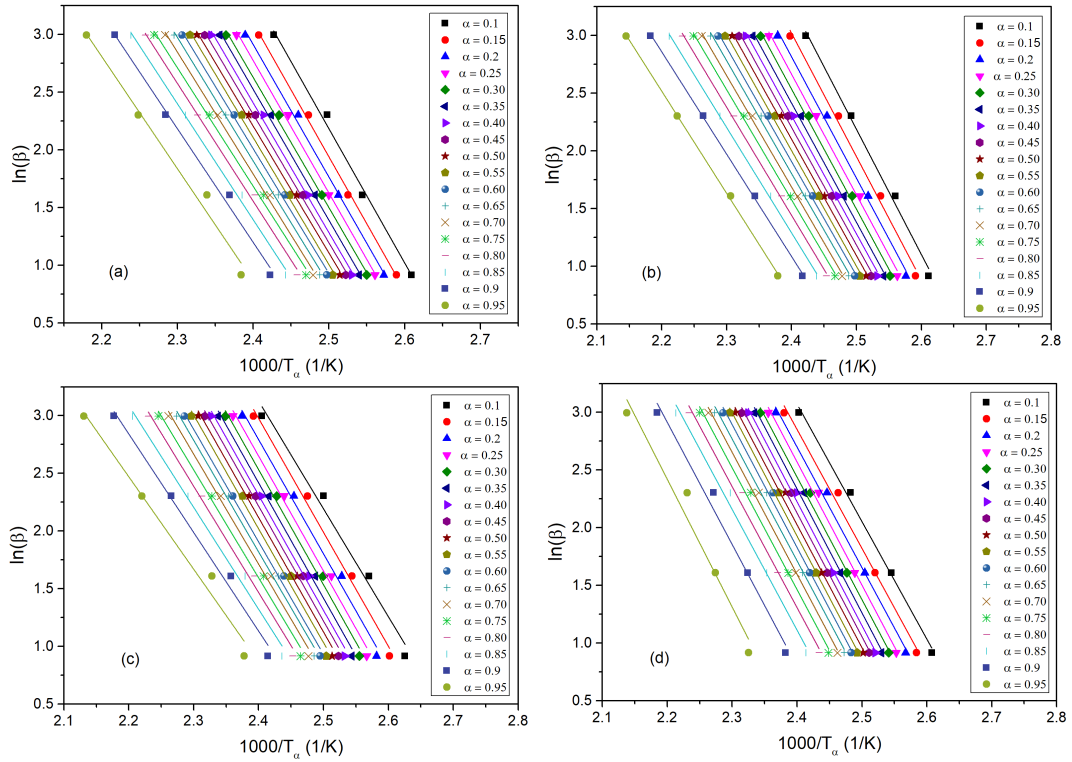 3.0
2.5
2.0
1.5
1.0
0.5
ln(β)
(a)
2.2 2.3 2.4 2.5 2.6 2.7
1000/Tα (1/K)
α = 0.1
α = 0.15
α = 0.2
α = 0.25
α = 0.30
α = 0.35
α = 0.40
α = 0.45
α = 0.50
α = 0.55
α = 0.60
α = 0.65
α = 0.70
α = 0.75
α = 0.80
α = 0.85
α = 0.9
α = 0.95
3.0
2.5
2.0
1.5
1.0
0.5
ln(β)
(b)
2.1 2.2 2.3 2.4 2.5 2.6 2.7 2.8
1000/Tα (1/K)
α = 0.1
α = 0.15
α = 0.2
α = 0.25
α = 0.30
α = 0.35
α = 0.40
α = 0.45
α = 0.50
α = 0.55
α = 0.60
α = 0.65
α = 0.70
α = 0.75
α = 0.80
α = 0.85
α = 0.9
α = 0.95
3.0
2.5
2.0
1.5
1.0
0.5
ln(β)
(c)
2.1 2.2 2.3 2.4 2.5 2.6 2.7 2.8
1000/Tα (1/K)
α = 0.1
α = 0.15
α = 0.2
α = 0.25
α = 0.30
α = 0.35
α = 0.40
α = 0.45
α = 0.50
α = 0.55
α = 0.60
α = 0.65
α = 0.70
α = 0.75
α = 0.80
α = 0.85
α = 0.9
α = 0.95
3.0
2.5
2.0
1.5
1.0
0.5
ln(β)
(d)
2.1 2.2 2.3 2.4 2.5 2.6 2.7 2.8
1000/Tα (1/K)
α = 0.1
α = 0.15
α = 0.2
α = 0.25
α = 0.30
α = 0.35
α = 0.40
α = 0.45
α = 0.50
α = 0.55
α = 0.60
α = 0.65
α = 0.70
α = 0.75
α = 0.80
α = 0.85
α = 0.9
α = 0.95